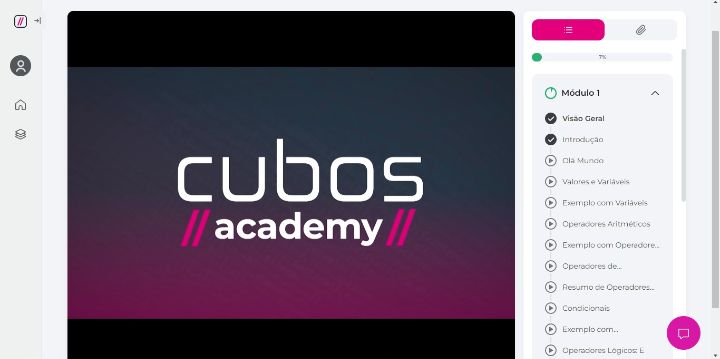 7%
Módulo 1
Visão Geral
Introdução
Olá Mundo
Valores e Variáveis
Exemplo com Variáveis
Operadores Aritméticos
Exemplo com Operadore...
Operadores de...
Resumo de Operadores...
Condicionais
Exemplo com...
Operadores Lógicos: E
cubos
//academy//